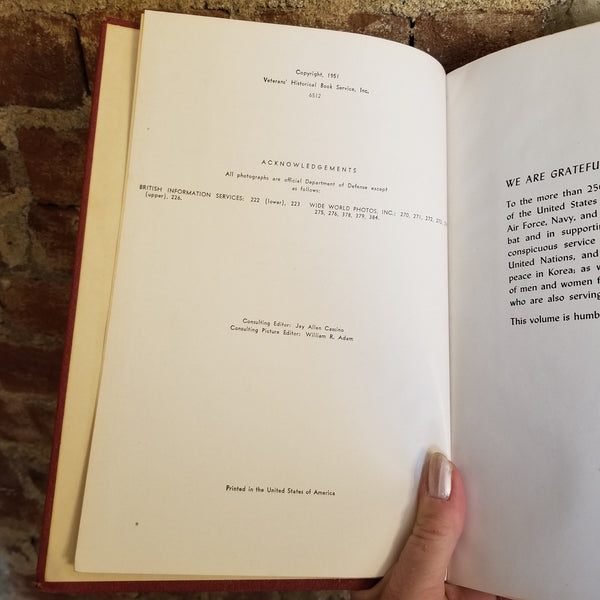 Copyright, 1951
Veterans' Historical Book Service, Inc.
6512
ACKNOWLEDGEMENTS
All photographs are official Department of Defense except
as follows:
BRITISH INFORMATION SERVICES: 222 (lower), 223
(upper), 226.
WIDE WORLD PHOTOS, INC.: 270, 271, 272,
275, 276, 378, 379, 384.
Consulting Editor: Jay Allen Cascino
Consulting Picture Editor: William R. Adam
Printed in the United States of America
WE ARE GRATEFU
To the more than 250
of the United States
Air Force, Navy, and
bat and in supportin
conspicuous service
United Nations, and
peace in Korea; as w
of men and women f
who are also serving
This volume is humb